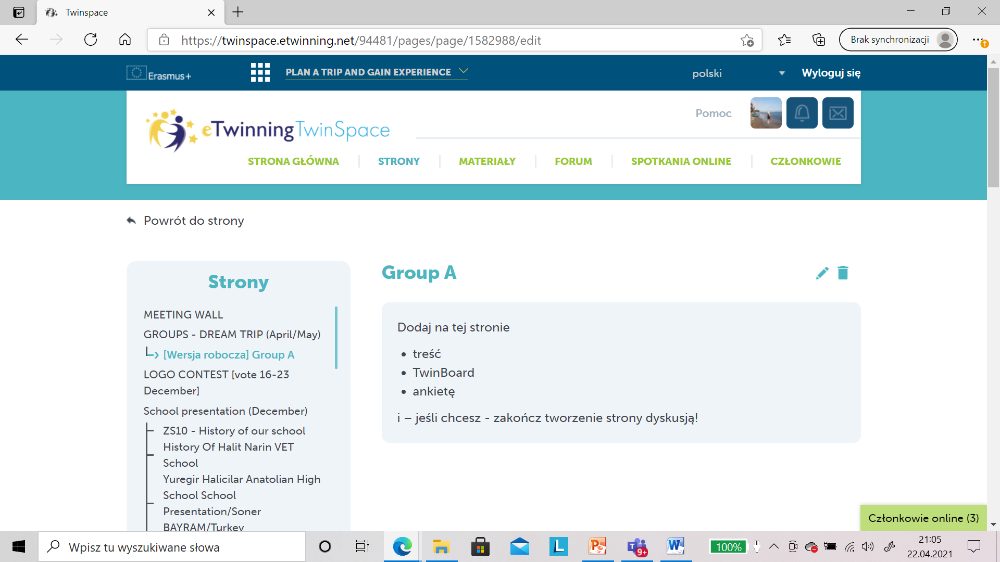 Twinspace
https://twinspace.etwinning.net/94481/pages/page/1582988/edit
Brak synchronizacji
Erasmus+
PLAN A TRIP AND GAIN EXPERIENCE
polski
Wyloguj się
eTwinning TwinSpace
Pomoc
STRONA GŁÓWNA
STRONY
MATERIAŁY
FORUM
SPOTKANIA ONLINE
CZŁONKOWIE
Powrót do strony
Strony
MEETING WALL
GROUPS - DREAM TRIP (April/May)
[Wersja robocza] Group A
LOGO CONTEST [vote 16-23
December]
School presentation (December)
ZS10 - History of our school
History Of Halit Narin VET
School
Yuregir Halicilar Anatolian High
School School
Presentation/Soner
BAYRAM/Turkey
Group A
Dodaj na tej stronie
• treść
• TwinBoard
• ankietę
i – jeśli chcesz - zakończ tworzenie strony dyskusją!
Członkowie online (3)
Wpisz tu wyszukiwane słowa
L
P
T
9+
W
100%
21:05
22.04.2021